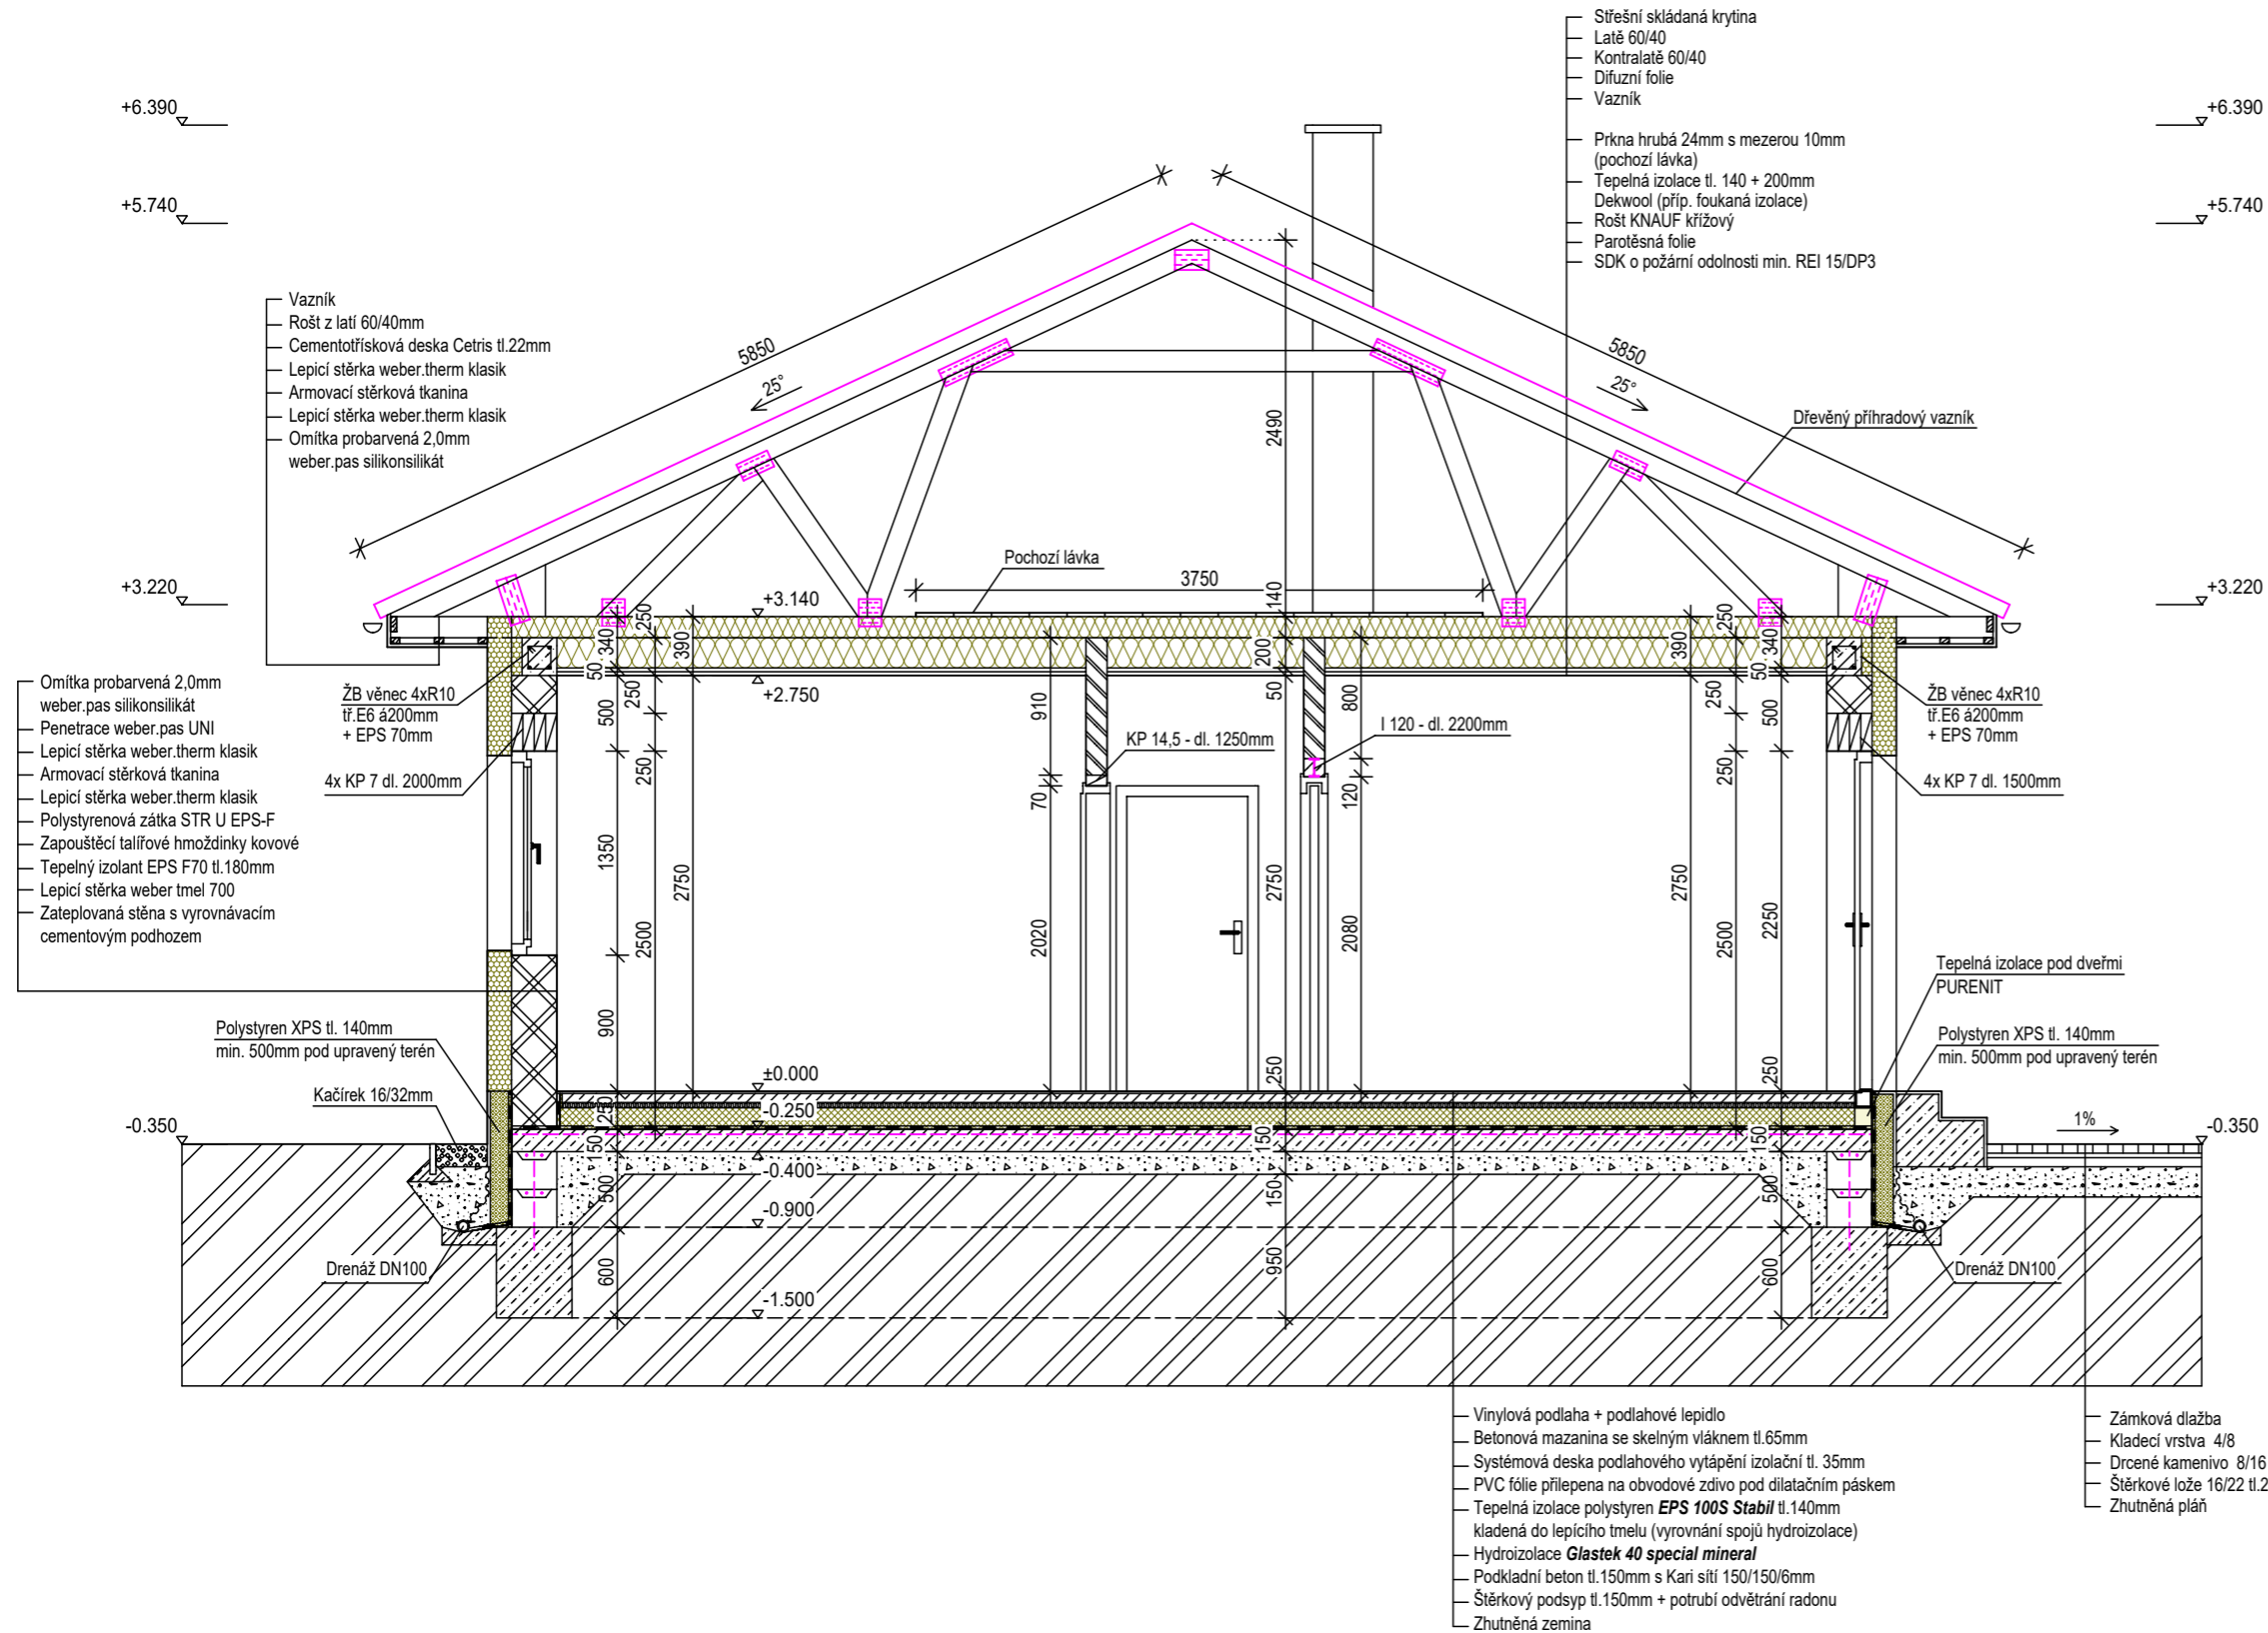 Střešní skládaná krytina
Latě 60/40
Kontralatě 60/40
Difuzní folie
Vazník
Prkna hrubá 24mm s mezerou 10mm
(pochozí lávka)
Tepelná izolace tl. 140 + 200mm
Dekwool (příp. foukaná izolace)
Rošt KNAUF křížový
Parotěsná folie
SDK o požární odolnosti min. REI 15/DP3
+6.390
+6.390
+5.740
+5.740
Vazník
Rošt z latí 60/40mm
Cementotřísková deska Cetris tl.22mm
Lepicí stěrka weber.therm klasik
Armovací stěrková tkanina
Lepicí stěrka weber.therm klasik
Omítka probarvená 2,0mm
weber.pas silikonsilikát
5850
25°
5850
25°
2490
Dřevěný příhradový vazník
Pochozí lávka
3750
+3.220
+3.220
+3.140
140
250
340
390
200
50
250
500
50
390
250
340
50
250
500
+2.750
Omítka probarvená 2,0mm
weber.pas silikonsilikát
Penetrace weber.pas UNI
Lepicí stěrka weber.therm klasik
Armovací stěrková tkanina
Lepicí stěrka weber.therm klasik
Polystyrenová zátka STR U EPS-F
Zapouštěcí talířové hmoždinky kovové
Tepelný izolant EPS F70 tl.180mm
Lepicí stěrka weber tmel 700
Zateplovaná stěna s vyrovnávacím
cementovým podhozem
ŽB věnec 4xR10
tř.E6 á200mm
+ EPS 70mm
4x KP 7 dl. 2000mm
910
800
KP 14,5 - dl. 1250mm
I 120 - dl. 2200mm
ŽB věnec 4xR10
tř.E6 á200mm
+ EPS 70mm
4x KP 7 dl. 1500mm
250
70
120
250
1350
2750
2500
2020
2750
2080
2750
2500
2250
900
Tepelná izolace pod dveřmi
PURENIT
Polystyren XPS tl. 140mm
min. 500mm pod upravený terén
Polystyren XPS tl. 140mm
min. 500mm pod upravený terén
Kačírek 16/32mm
±0.000
250
250
250
-0.250
-0.350
-0.350
1%
150
150
150
-0.400
500
150
500
-0.900
Drenáž DN100
600
950
600
Drenáž DN100
-1.500
Vinylová podlaha + podlahové lepidlo
Betonová mazanina se skelným vláknem tl.65mm
Systémová deska podlahového vytápění izolační tl. 35mm
PVC fólie přilepena na obvodové zdivo pod dilatačním páskem
Tepelná izolace polystyren EPS 100S Stabil tl.140mm
kladená do lepícího tmelu (vyrovnání spojů hydroizolace)
Hydroizolace Glastek 40 special mineral
Podkladní beton tl.150mm s Kari sítí 150/150/6mm
Štěrkový podsyp tl.150mm + potrubí odvětrání radonu
Zhutněná zemina
Zámková dlažba
Kladecí vrstva 4/8
Drcené kamenivo 8/16
Štěrkové lože 16/22 tl.2
Zhutněná pláň